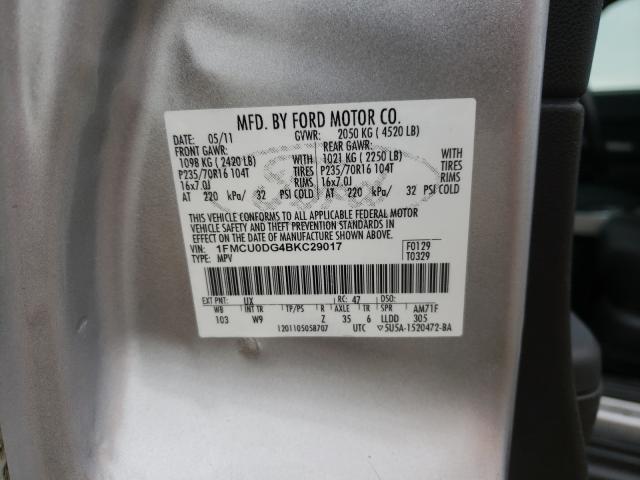 MFD. BY FORD MOTOR CO.
DATE: 05/11 GVWR: 2050 KG (4520 LB)
FRONT GAWR: REAR GAWR:
1098 KG (2420 LB) WITH 1021 KG (2250 LB) WITH
P235/70R16 104T TIRES P235/70R16 104T TIRES
16x7.0J RIMS 16x7.0J RIMS
AT 220 kPa/ 32 PSI COLD AT 220 kPa/ 32 PSI COLD
THIS VEHICLE CONFORMS TO ALL APPLICABLE FEDERAL MOTOR
VEHICLE SAFETY AND THEFT PREVENTION STANDARDS IN
EFFECT ON THE DATE OF MANUFACTURE SHOWN ABOVE.
VIN: 1FMCU0DG4BKC29017 F0129
TYPE: MPV T0329
EXT PNT: UX RC: 47 DSO:
WB INT TR TP/PS R AXLE TR SPR AM71F
103 W9 Z 35 6 LLDD 305
1201105058707 UTC 5U5A-1520472-BA